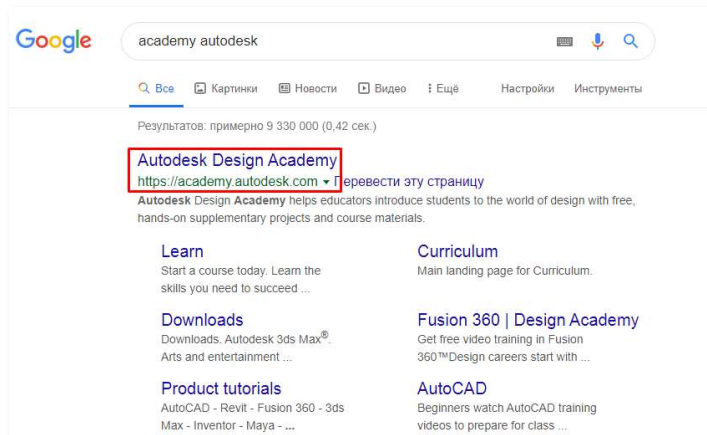 Google
academy autodesk
Все Картинки Новости Видео Ещё Настройки Инструменты
Результатов: примерно 9 330 000 (0,42 сек.)
Autodesk Design Academy
https://academy.autodesk.com Перевести эту страницу
Autodesk Design Academy helps educators introduce students to the world of design with free,
hands-on supplementary projects and course materials.
Learn
Start a course today. Learn the
skills you need to succeed ...
Curriculum
Main landing page for Curriculum.
Downloads
Downloads. Autodesk 3ds Max®.
Arts and entertainment ...
Fusion 360 | Design Academy
Get free video training in Fusion
360™Design careers start with ...
Product tutorials
AutoCAD - Revit - Fusion 360 - 3ds
Max - Inventor - Maya - ...
AutoCAD
Beginners watch AutoCAD training
videos to prepare for class ...